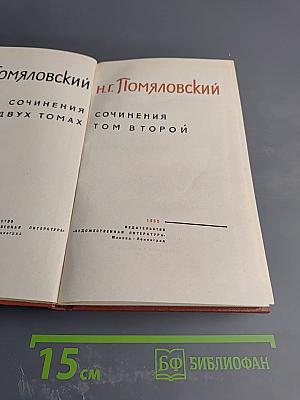 Помяловский
СОЧИНЕНИЯ
ДВУХ ТОМАХ
Н.Г. Помяловский
СОЧИНЕНИЯ
ТОМ ВТОРОЙ
1965
ИЗДАТЕЛЬСТВО
«ХУДОЖЕСТВЕННАЯ ЛИТЕРАТУРА»
Москва · Ленинград
15 см
БФ БИБЛИОФАН